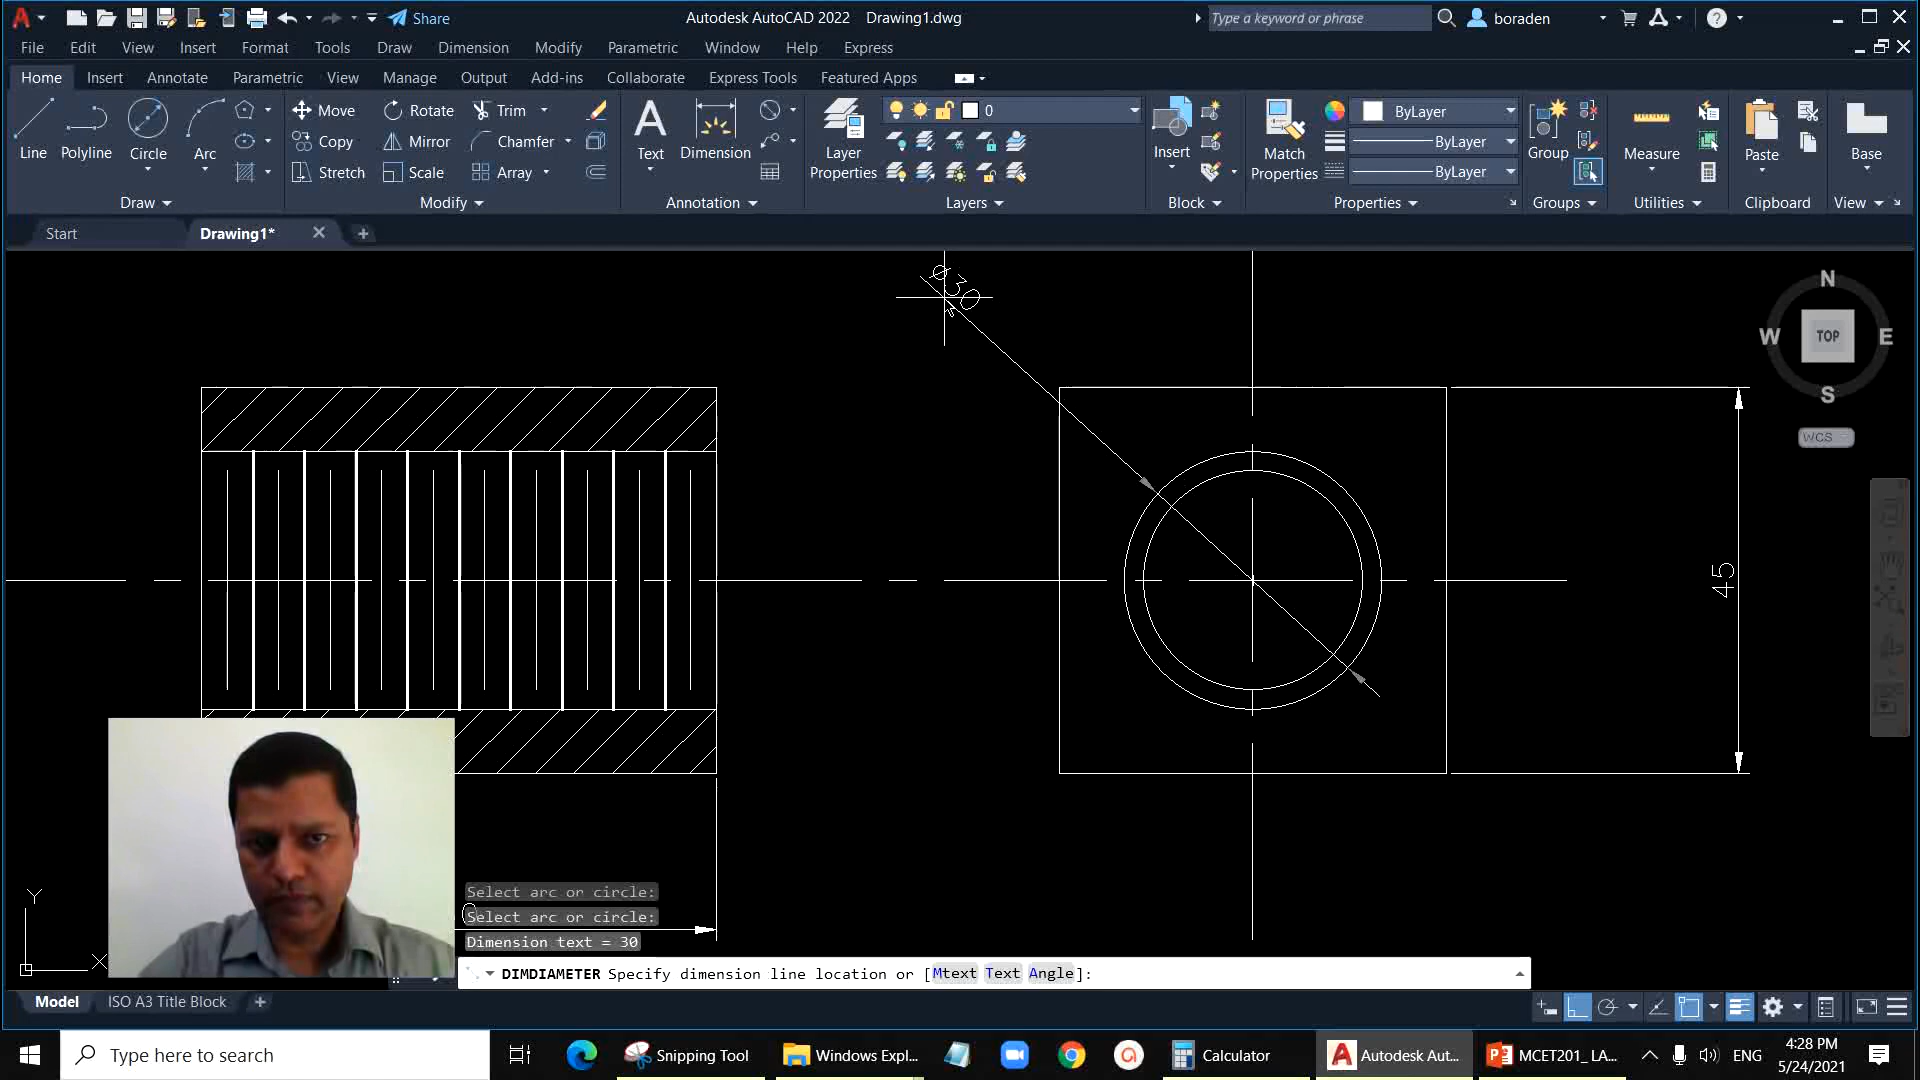 Share
Autodesk AutoCAD 2022 Drawing1.dwg
Type a keyword or phrase
boraden
File Edit View Insert Format Tools Draw Dimension Modify Parametric Window Help Express
Home Insert Annotate Parametric View Manage Output Add-ins Collaborate Express Tools Featured Apps
Line Polyline Circle Arc
Move Rotate Trim
Copy Mirror Chamfer
Stretch Scale Array
Text Dimension
Layer Properties
0
Insert
Match Properties
ByLayer
ByLayer
ByLayer
Group
Measure
Paste
Base
Draw Modify Annotation Layers Block Properties Groups Utilities Clipboard View
Start Drawing1*
N
W TOP E
S
WCS
⌀30
45
Y
X
Select arc or circle:
Select arc or circle:
Dimension text = 30
DIMDIAMETER Specify dimension line location or [Mtext Text Angle]:
Model ISO A3 Title Block
Type here to search
Snipping Tool
Windows Expl...
Calculator
Autodesk Aut...
MCET201_ LA...
ENG
4:28 PM
5/24/2021